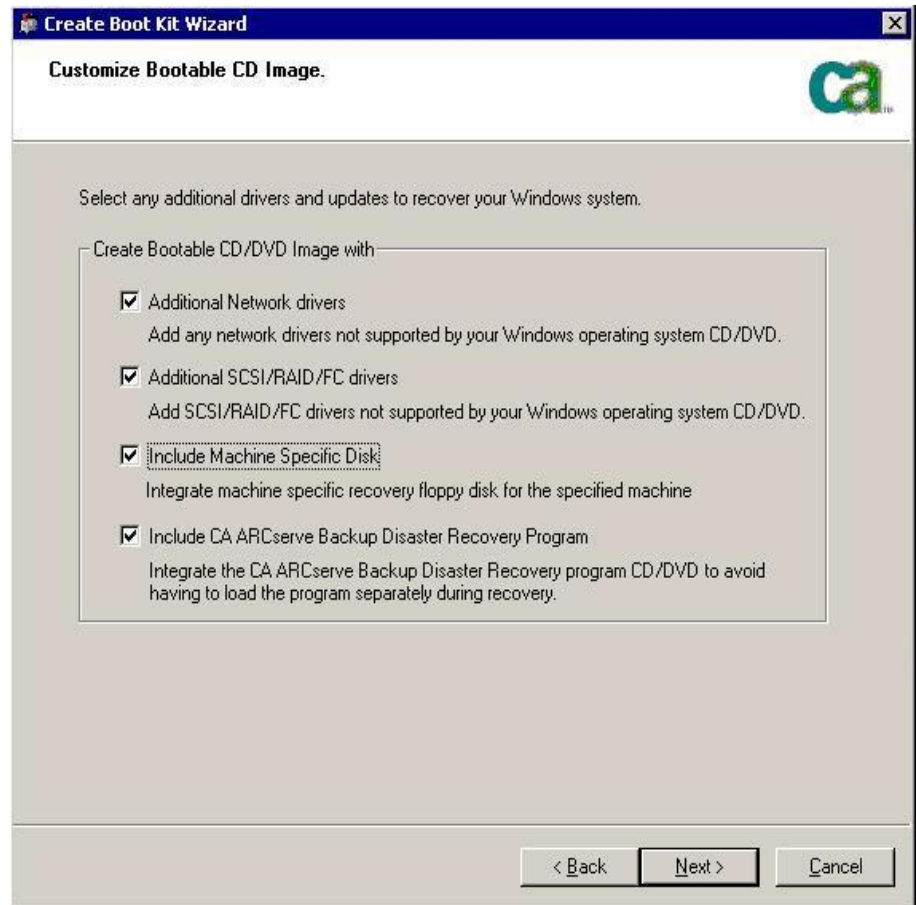 Create Boot Kit Wizard
Customize Bootable CD Image.
ca
Select any additional drivers and updates to recover your Windows system.
Create Bootable CD/DVD Image with
Additional Network drivers
Add any network drivers not supported by your Windows operating system CD/DVD.
Additional SCSI/RAID/FC drivers
Add SCSI/RAID/FC drivers not supported by your Windows operating system CD/DVD.
Include Machine Specific Disk
Integrate machine specific recovery floppy disk for the specified machine
Include CA ARCserve Backup Disaster Recovery Program
Integrate the CA ARCserve Backup Disaster Recovery program CD/DVD to avoid
having to load the program separately during recovery.
< Back Next > Cancel